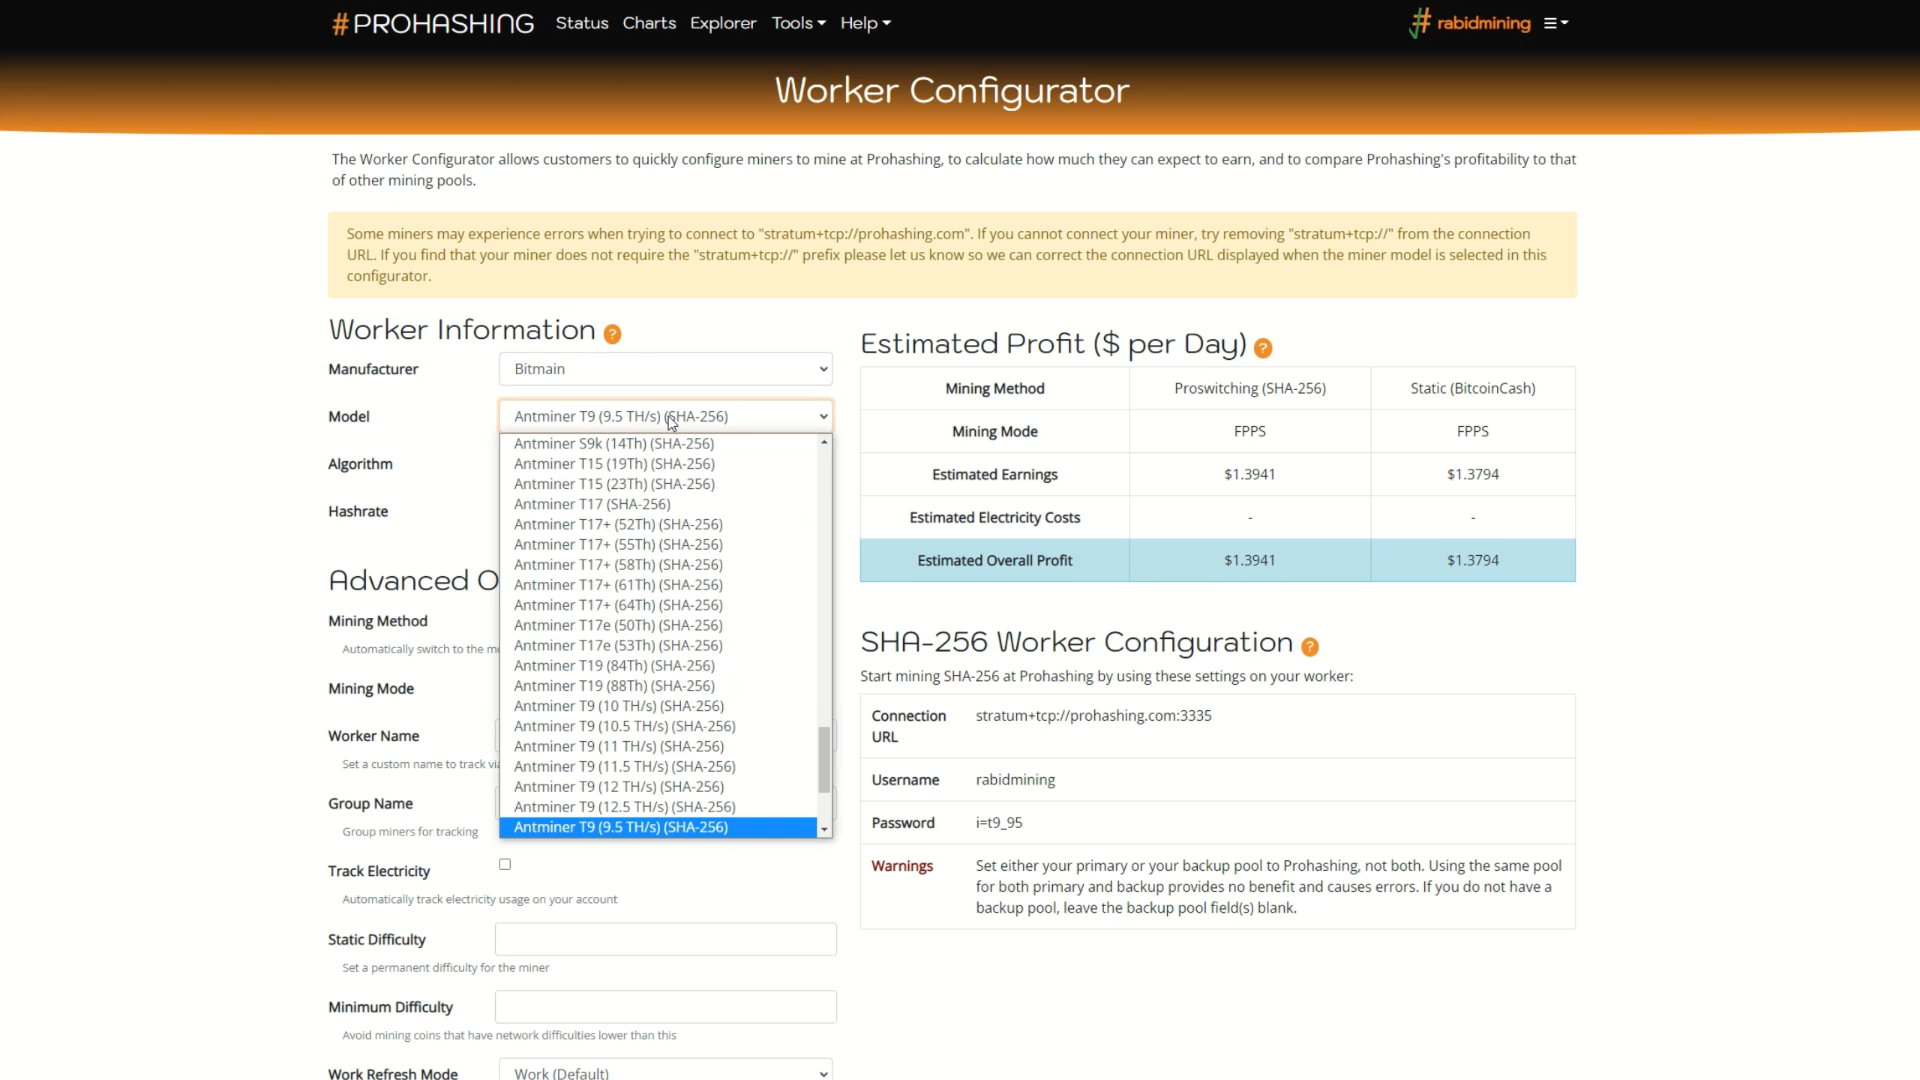 #PROHASHING Status Charts Explorer Tools Help rabidmining
Worker Configurator
The Worker Configurator allows customers to quickly configure miners to mine at Prohashing, to calculate how much they can expect to earn, and to compare Prohashing's profitability to that
of other mining pools.
Some miners may experience errors when trying to connect to "stratum+tcp://prohashing.com". If you cannot connect your miner, try removing "stratum+tcp://" from the connection
URL. If you find that your miner does not require the "stratum+tcp://" prefix please let us know so we can correct the connection URL displayed when the miner model is selected in this
configurator.
Worker Information ?
Manufacturer Bitmain
Model Antminer T9 (9.5 TH/s) (SHA-256)
Antminer S9k (14Th) (SHA-256)
Antminer T15 (19Th) (SHA-256)
Antminer T15 (23Th) (SHA-256)
Antminer T17 (SHA-256)
Antminer T17+ (52Th) (SHA-256)
Antminer T17+ (55Th) (SHA-256)
Antminer T17+ (58Th) (SHA-256)
Antminer T17+ (61Th) (SHA-256)
Antminer T17+ (64Th) (SHA-256)
Antminer T17e (50Th) (SHA-256)
Antminer T17e (53Th) (SHA-256)
Antminer T19 (84Th) (SHA-256)
Antminer T19 (88Th) (SHA-256)
Antminer T9 (10 TH/s) (SHA-256)
Antminer T9 (10.5 TH/s) (SHA-256)
Antminer T9 (11 TH/s) (SHA-256)
Antminer T9 (11.5 TH/s) (SHA-256)
Antminer T9 (12 TH/s) (SHA-256)
Antminer T9 (12.5 TH/s) (SHA-256)
Antminer T9 (9.5 TH/s) (SHA-256)
Algorithm
Hashrate
Advanced O
Mining Method
Automatically switch to the m
Mining Mode
Worker Name
Set a custom name to track vi
Group Name
Group miners for tracking
Track Electricity
Automatically track electricity usage on your account
Static Difficulty
Set a permanent difficulty for the miner
Minimum Difficulty
Avoid mining coins that have network difficulties lower than this
Work Refresh Mode Work (Default)
Estimated Profit ($ per Day) ?
Mining Method Proswitching (SHA-256) Static (BitcoinCash)
Mining Mode FPPS FPPS
Estimated Earnings $1.3941 $1.3794
Estimated Electricity Costs - -
Estimated Overall Profit $1.3941 $1.3794
SHA-256 Worker Configuration ?
Start mining SHA-256 at Prohashing by using these settings on your worker:
Connection stratum+tcp://prohashing.com:3335
URL
Username rabidmining
Password i=t9_95
Warnings Set either your primary or your backup pool to Prohashing, not both. Using the same pool
for both primary and backup provides no benefit and causes errors. If you do not have a
backup pool, leave the backup pool field(s) blank.